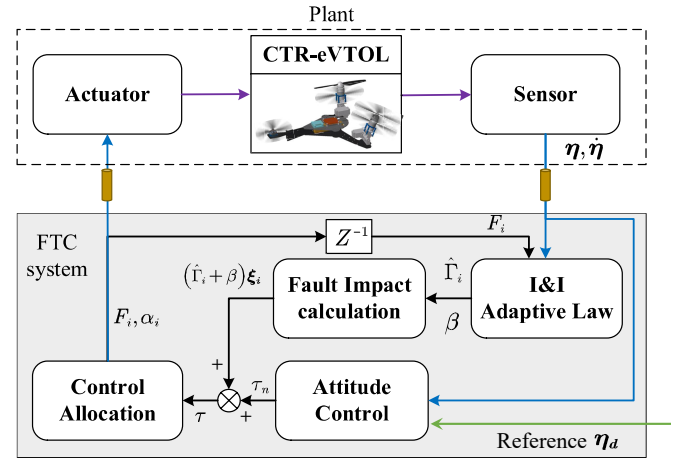 Plant
CTR-eVTOL
Actuator
Sensor
η, η̇
FTC
system
Z⁻¹
F_i
(Γ̂_i + β)ξ_i
Fault Impact
calculation
Γ̂_i
β
I&I
Adaptive Law
F_i, α_i
+
Control
Allocation
τ
+
τ_n
Attitude
Control
Reference η_d